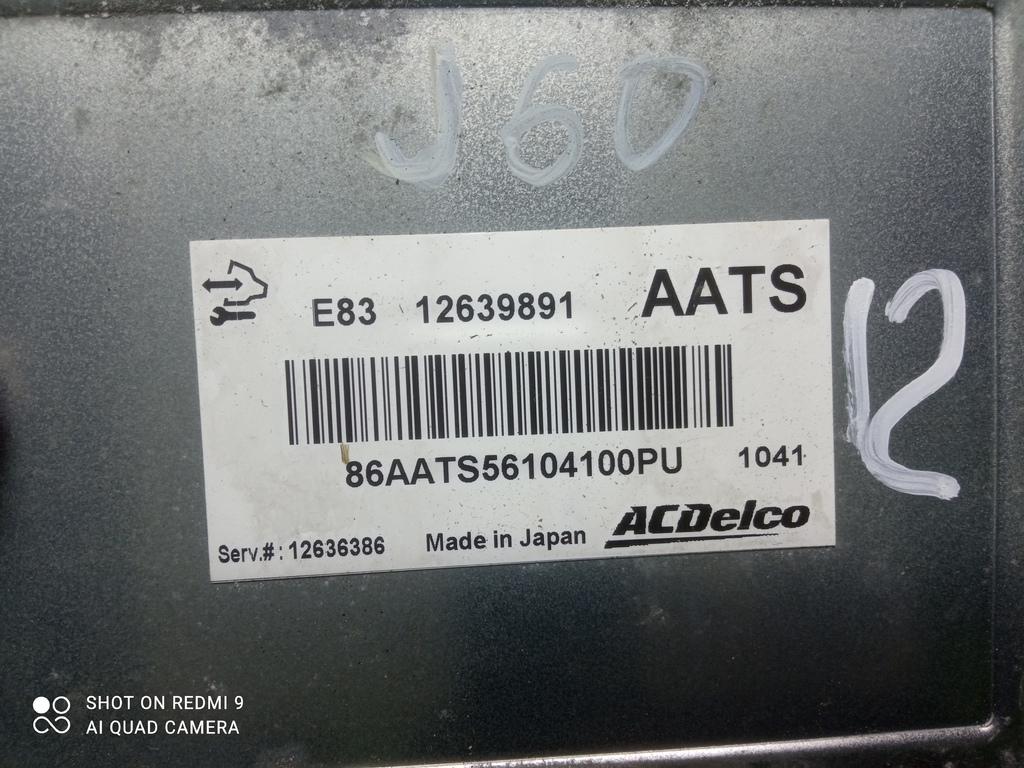 J60
E83 12639891 AATS
12
86AATS56104100PU 1041
Serv.#: 12636386 Made in Japan ACDelco
SHOT ON REDMI 9
AI QUAD CAMERA